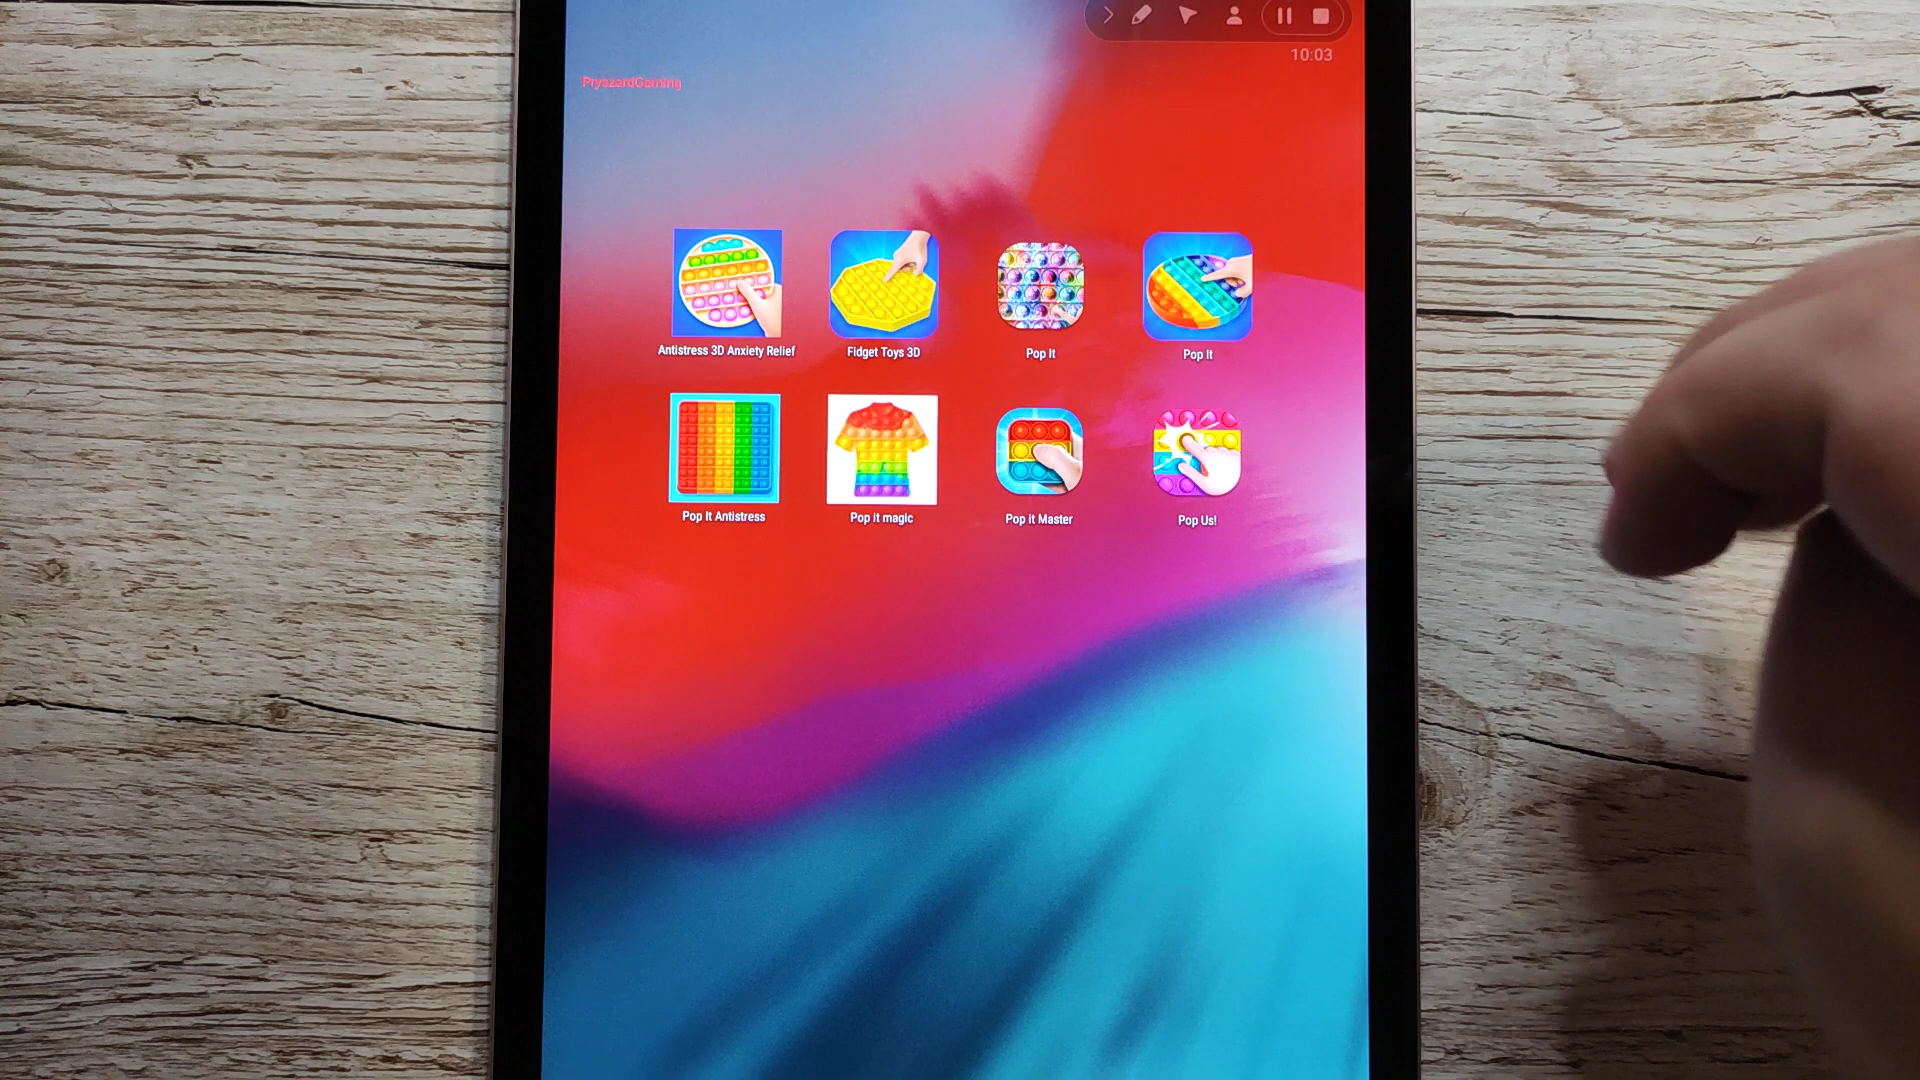 10:03
PryszardGaming
Antistress 3D Anxiety Relief
Fidget Toys 3D
Pop It
Pop It
Pop It Antistress
Pop it magic
Pop it Master
Pop Us!